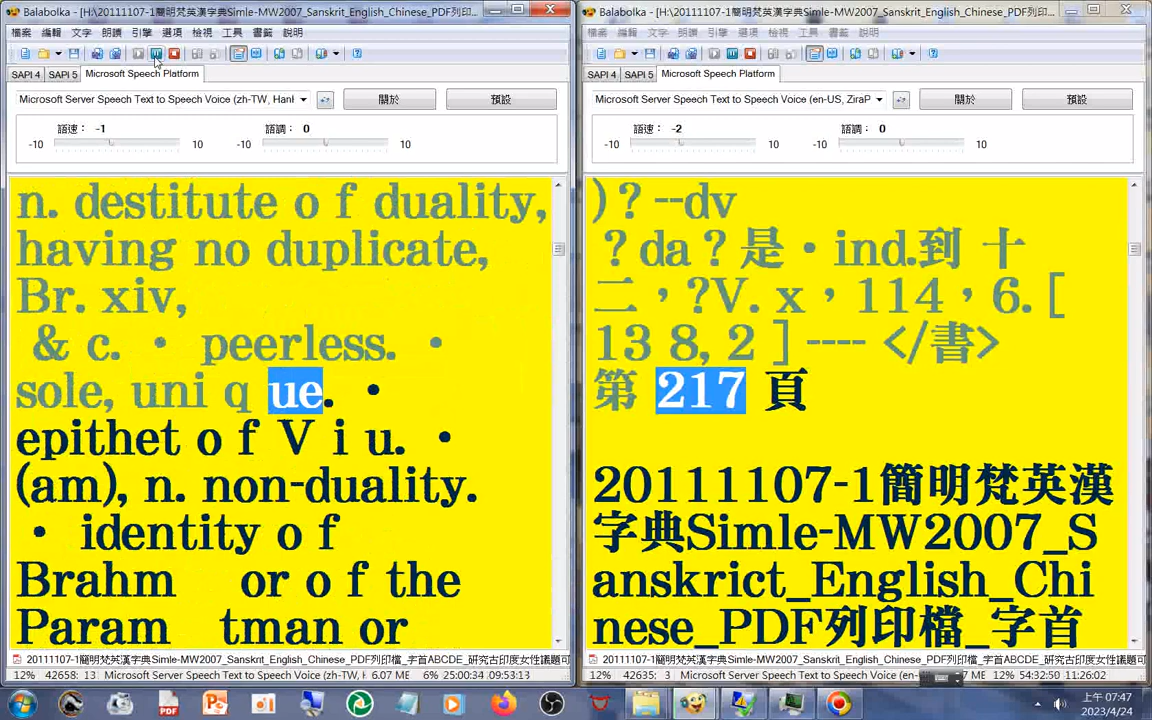 Balabolka - [H:\20111107-1簡明梵英漢字典Simle-MW2007_Sanskrit_English_Chinese_PDF列印...
檔案 編輯 文字 朗讀 引擎 選項 檢視 工具 書籤 說明
SAPI 4 SAPI 5 Microsoft Speech Platform
Microsoft Server Speech Text to Speech Voice (zh-TW, Hanl
關於 預設
語速： -1 語調： 0
-10 10 -10 10
n. destitute o f duality,
having no duplicate,
Br. xiv,
& c. • peerless. •
sole, uni q ue. •
epithet o f V i u. •
(am), n. non-duality.
• identity o f
Brahm or o f the
Param tman or
20111107-1簡明梵英漢字典Simle-MW2007_Sanskrit_English_Chinese_PDF列印檔_字首ABCDE_研究古印度女性議題可
12% 42658: 13 Microsoft Server Speech Text to Speech Voice (zh-TW, H 6.07 ME 6% 25:00:34 .09:53:13
Balabolka - [H:\20111107-1簡明梵英漢字典Simle-MW2007_Sanskrit_English_Chinese_PDF列印...
檔案 編輯 文字 朗讀 引擎 選項 檢視 工具 書籤 說明
SAPI 4 SAPI 5 Microsoft Speech Platform
Microsoft Server Speech Text to Speech Voice (en-US, ZiraP
關於 預設
語速： -2 語調： 0
-10 10 -10 10
)？--dv
？da？是•ind.到 十
二，?V. x，114，6. [
13 8, 2 ] ---- </書>
第 217 頁
20111107-1簡明梵英漢
字典Simle-MW2007_S
anskrict_English_Chi
nese_PDF列印檔_字首
20111107-1簡明梵英漢字典Simle-MW2007_Sanskrit_English_Chinese_PDF列印檔_字首ABCDE_研究古印度女性議題可
12% 42635: 3 Microsoft Server Speech Text to Speech Voice (en-U 12% 54:32:50 11:26:02
上午 07:47
2023/4/24